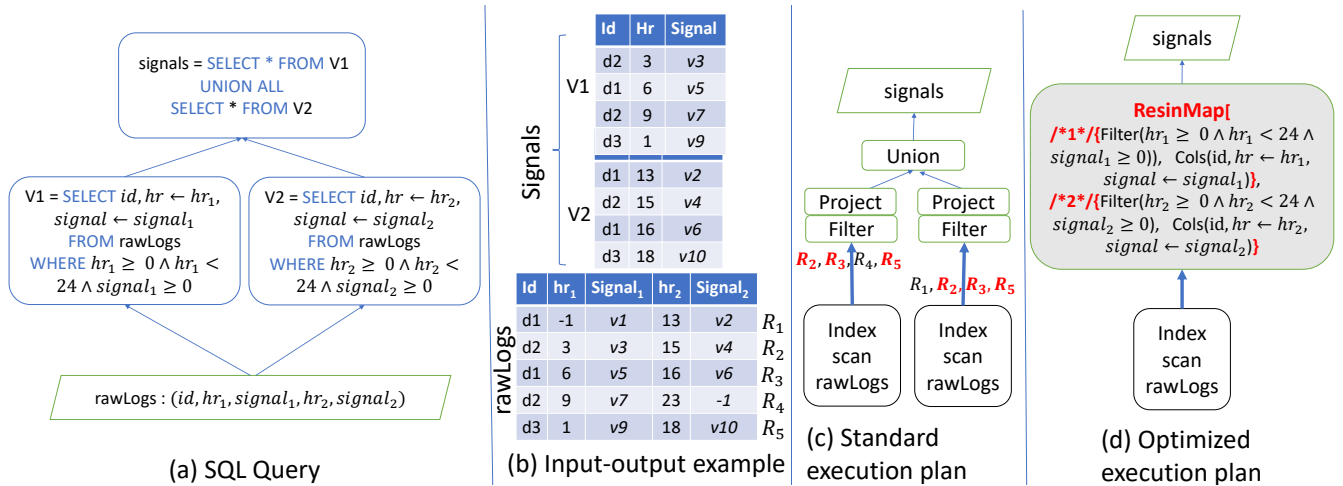 signals = SELECT * FROM V1
UNION ALL
SELECT * FROM V2
V1 = SELECT id, hr ← hr₁,
signal ← signal₁
FROM rawLogs
WHERE hr₁ ≥ 0 ∧ hr₁ <
24 ∧ signal₁ ≥ 0
V2 = SELECT id, hr ← hr₂,
signal ← signal₂
FROM rawLogs
WHERE hr₂ ≥ 0 ∧ hr₂ <
24 ∧ signal₂ ≥ 0
rawLogs : (id, hr₁, signal₁, hr₂, signal₂)
(a) SQL Query
Signals
V1
V2
Id Hr Signal
d2 3 v3
d1 6 v5
d2 9 v7
d3 1 v9
d1 13 v2
d2 15 v4
d1 16 v6
d3 18 v10
rawLogs
Id hr₁ Signal₁ hr₂ Signal₂
d1 -1 v1 13 v2 R₁
d2 3 v3 15 v4 R₂
d1 6 v5 16 v6 R₃
d2 9 v7 23 -1 R₄
d3 1 v9 18 v10 R₅
(b) Input-output example
signals
Union
Project Project
Filter Filter
R₂, R₃, R₄, R₅
R₁, R₂, R₃, R₅
Index
scan
rawLogs
Index
scan
rawLogs
(c) Standard
execution plan
signals
ResinMap[
/*1*/{Filter(hr₁ ≥ 0 ∧ hr₁ < 24 ∧
signal₁ ≥ 0)), Cols(id, hr ← hr₁,
signal ← signal₁)},
/*2*/{Filter(hr₂ ≥ 0 ∧ hr₂ < 24 ∧
signal₂ ≥ 0), Cols(id, hr ← hr₂,
signal ← signal₂)}
Index
scan
rawLogs
(d) Optimized
execution plan